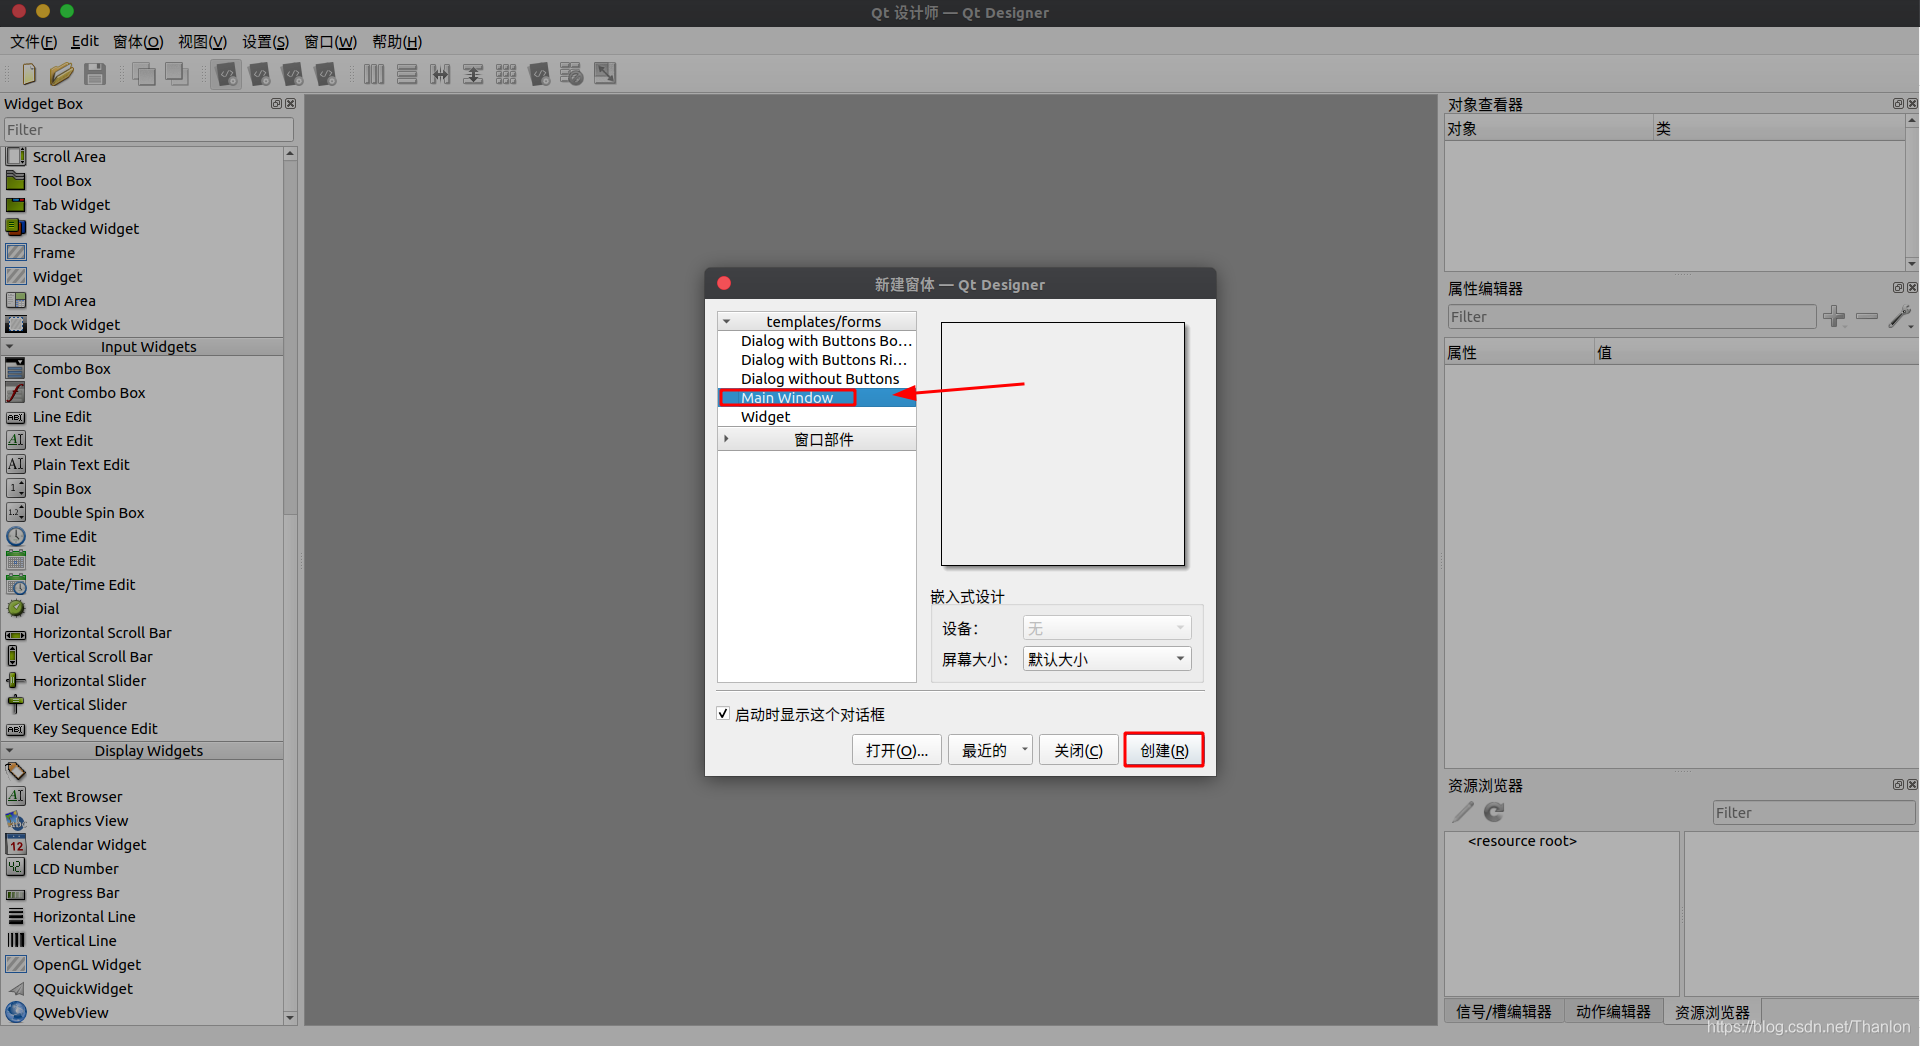 Qt 设计师 — Qt Designer
文件(F) Edit 窗体(O) 视图(V) 设置(S) 窗口(W) 帮助(H)
Widget Box
Filter
Scroll Area
Tool Box
Tab Widget
Stacked Widget
Frame
Widget
MDI Area
Dock Widget
Input Widgets
Combo Box
Font Combo Box
Line Edit
Text Edit
Plain Text Edit
Spin Box
Double Spin Box
Time Edit
Date Edit
Date/Time Edit
Dial
Horizontal Scroll Bar
Vertical Scroll Bar
Horizontal Slider
Vertical Slider
Key Sequence Edit
Display Widgets
Label
Text Browser
Graphics View
Calendar Widget
LCD Number
Progress Bar
Horizontal Line
Vertical Line
OpenGL Widget
QQuickWidget
QWebView
新建窗体 — Qt Designer
templates/forms
Dialog with Buttons Bo...
Dialog with Buttons Ri...
Dialog without Buttons
Main Window
Widget
窗口部件
嵌入式设计
设备： 无
屏幕大小： 默认大小
启动时显示这个对话框
打开(O)... 最近的 关闭(C) 创建(R)
对象查看器
对象 类
属性编辑器
Filter
属性 值
资源浏览器
Filter
<resource root>
信号/槽编辑器 动作编辑器 资源浏览器
https://blog.csdn.net/Thanlon